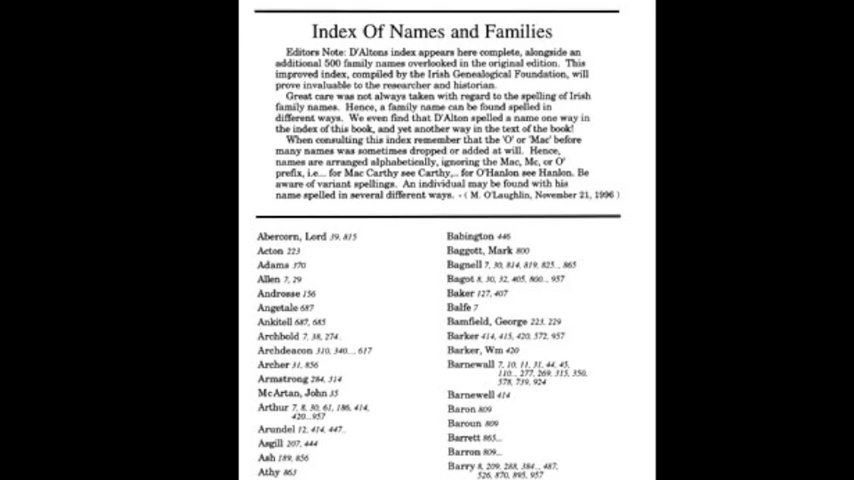 Index Of Names and Families
Editors Note: D'Altons index appears here complete, alongside an
additional 500 family names overlooked in the original edition. This
improved index, compiled by the Irish Genealogical Foundation, will
prove invaluable to the researcher and historian.
Great care was not always taken with regard to the spelling of Irish
family names. Hence, a family name can be found spelled in
different ways. We even find that D'Alton spelled a name one way in
the index of this book, and yet another way in the text of the book!
When consulting this index remember that the 'O' or 'Mac' before
many names was sometimes dropped or added at will. Hence,
names are arranged alphabetically, ignoring the Mac, Mc, or O'
prefix, i.e... for Mac Carthy see Carthy,.. for O'Hanlon see Hanlon. Be
aware of variant spellings. An individual may be found with his
name spelled in several different ways. - ( M. O'Laughlin, November 21, 1996 )
Abercorn, Lord 39, 815
Acton 223
Adams 370
Allen 7, 29
Androsse 156
Angetale 687
Ankitell 687, 685
Archbold 7, 38, 274..
Archdeacon 310, 340..., 617
Archer 31, 856
Armstrong 284, 314
McArtan, John 35
Arthur 7, 8, 30, 61, 186, 414,
420...957
Arundel 12, 414, 447..
Asgill 207, 444
Ash 189, 856
Athy 863
Babington 446
Baggott, Mark 800
Bagnell 7, 30, 814, 819, 825... 865
Bagot 8, 30, 32, 405, 800... 957
Baker 127, 407
Balfe 7
Bamfield, George 223, 229
Barker 414, 415, 420, 572, 957
Barker, Wm 420
Barnewall 7, 10, 11, 31, 44, 45,
110... 277, 269, 315, 350,
578, 739, 924
Barnewell 414
Baron 809
Baroun 809
Barrett 865...
Barron 809...
Barry 8, 209, 288, 384... 487,
526, 870, 895, 957